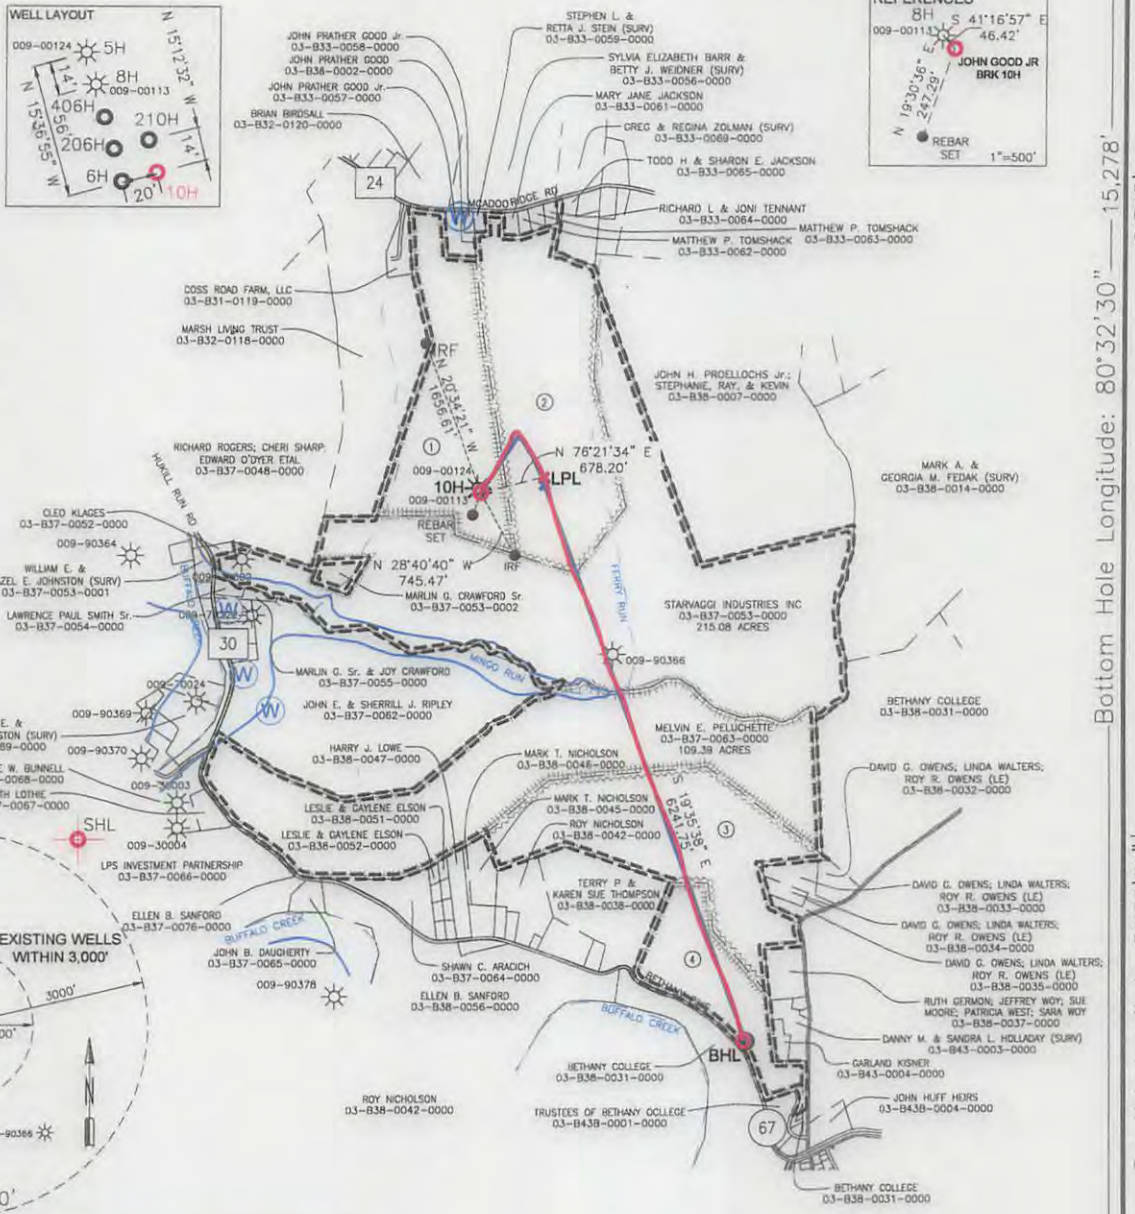 WELL LAYOUT
009-00124
5H
8H
009-00113
406H
210H
206H
6H
10H
14'
56'
14'
20'
N 15°12'32" W
N 15°36'55" W
REFERENCES
8H
009-00113
S 41°16'57" E
46.42'
JOHN GOOD JR
BRK 10H
N 19°30'36" E
247.29'
REBAR
SET
1"=500'
Bottom Hole Longitude: 80°32'30"
15,278'
STEPHEN L. &
RETTA J. STEIN (SURV)
03-B33-0059-0000
JOHN PRATHER GOOD Jr.
03-B33-0058-0000
JOHN PRATHER GOOD
03-B38-0002-0000
JOHN PRATHER GOOD Jr.
03-B33-0057-0000
BRIAN BIRDSALL
03-B32-0120-0000
SYLVIA ELIZABETH BARR &
BETTY J. WEIDNER (SURV)
03-B33-0056-0000
MARY JANE JACKSON
03-B33-0061-0000
GREG & REGINA ZOLMAN (SURV)
03-B33-0069-0000
TODD H & SHARON E. JACKSON
03-B33-0065-0000
RICHARD L & JONI TENNANT
03-B33-0064-0000
MATTHEW P. TOMSHACK
03-B33-0063-0000
MATTHEW P. TOMSHACK
03-B33-0062-0000
24
W
MCADOO RIDGE RD
COSS ROAD FARM, LLC
03-B31-0119-0000
MARSH LIVING TRUST
03-B32-0118-0000
IRF
N 20°34'21" W
1656.61'
JOHN H. PROELLOCHS Jr.;
STEPHANIE, RAY, & KEVIN
03-B38-0007-0000
1
2
RICHARD ROGERS; CHERI SHARP;
EDWARD O'DYER ETAL
03-B37-0048-0000
009-00124
10H
009-00113
N 76°21'34" E
678.20'
LPL
REBAR
SET
IRF
MARK A. &
GEORGIA M. FEDAK (SURV)
03-B38-0014-0000
HUKILL RUN RD
CLEO KLAGES
03-B37-0052-0000
009-90364
WILLIAM E. &
ZEL E. JOHNSTON (SURV)
03-B37-0053-0001
LAWRENCE PAUL SMITH Sr.
03-B37-0054-0000
N 28°40'40" W
745.47'
MARLIN G. CRAWFORD Sr.
03-B37-0053-0002
FERRY RUN
STARVAGGI INDUSTRIES INC
03-B37-0053-0000
215.08 ACRES
W
30
W
W
MARLIN G. Sr. & JOY CRAWFORD
03-B37-0055-0000
MINGO RUN
009-90366
JOHN E. & SHERRILL J. RIPLEY
03-B37-0062-0000
BETHANY COLLEGE
03-B38-0031-0000
009-90369
009-90370
MELVIN E. PELUCHETTE
03-B37-0063-0000
109.39 ACRES
HARRY J. LOWE
03-B38-0047-0000
MARK T. NICHOLSON
03-B38-0046-0000
DAVID G. OWENS; LINDA WALTERS;
ROY R. OWENS (LE)
03-B38-0032-0000
MARK T. NICHOLSON
03-B38-0045-0000
S 19°35'38" E
6241.75'
3
LESLIE & GAYLENE ELSON
03-B38-0051-0000
ROY NICHOLSON
03-B38-0042-0000
LESLIE & GAYLENE ELSON
03-B38-0052-0000
SHL
009-30004
LPS INVESTMENT PARTNERSHIP
03-B37-0066-0000
TERRY P &
KAREN SUE THOMPSON
03-B38-0038-0000
DAVID G. OWENS; LINDA WALTERS;
ROY R. OWENS (LE)
03-B38-0033-0000
ELLEN B. SANFORD
03-B37-0076-0000
BUFFALO CREEK
DAVID G. OWENS; LINDA WALTERS;
ROY R. OWENS (LE)
03-B38-0034-0000
EXISTING WELLS
WITHIN 3,000'
JOHN B. DAUGHERTY
03-B37-0065-0000
009-90378
SHAWN C. ARACICH
03-B37-0064-0000
4
DAVID G. OWENS; LINDA WALTERS;
ROY R. OWENS (LE)
03-B38-0035-0000
3000'
ELLEN B. SANFORD
03-B38-0056-0000
BUFFALO CREEK
RUTH GERMON; JEFFREY WOY; SUE
MOORE; PATRICIA WEST; SARA WOY
03-B38-0037-0000
DANNY M. & SANDRA L. HOLLADAY (SURV)
03-B43-0003-0000
BHL
BETHANY COLLEGE
03-B38-0031-0000
GARLAND KISNER
03-B43-0004-0000
N
ROY NICHOLSON
03-B38-0042-0000
TRUSTEES OF BETHANY OCLLEGE
03-B43B-0001-0000
JOHN HUFF HEIRS
03-B43B-0004-0000
67
-90366
BETHANY COLLEGE
03-B38-0031-0000